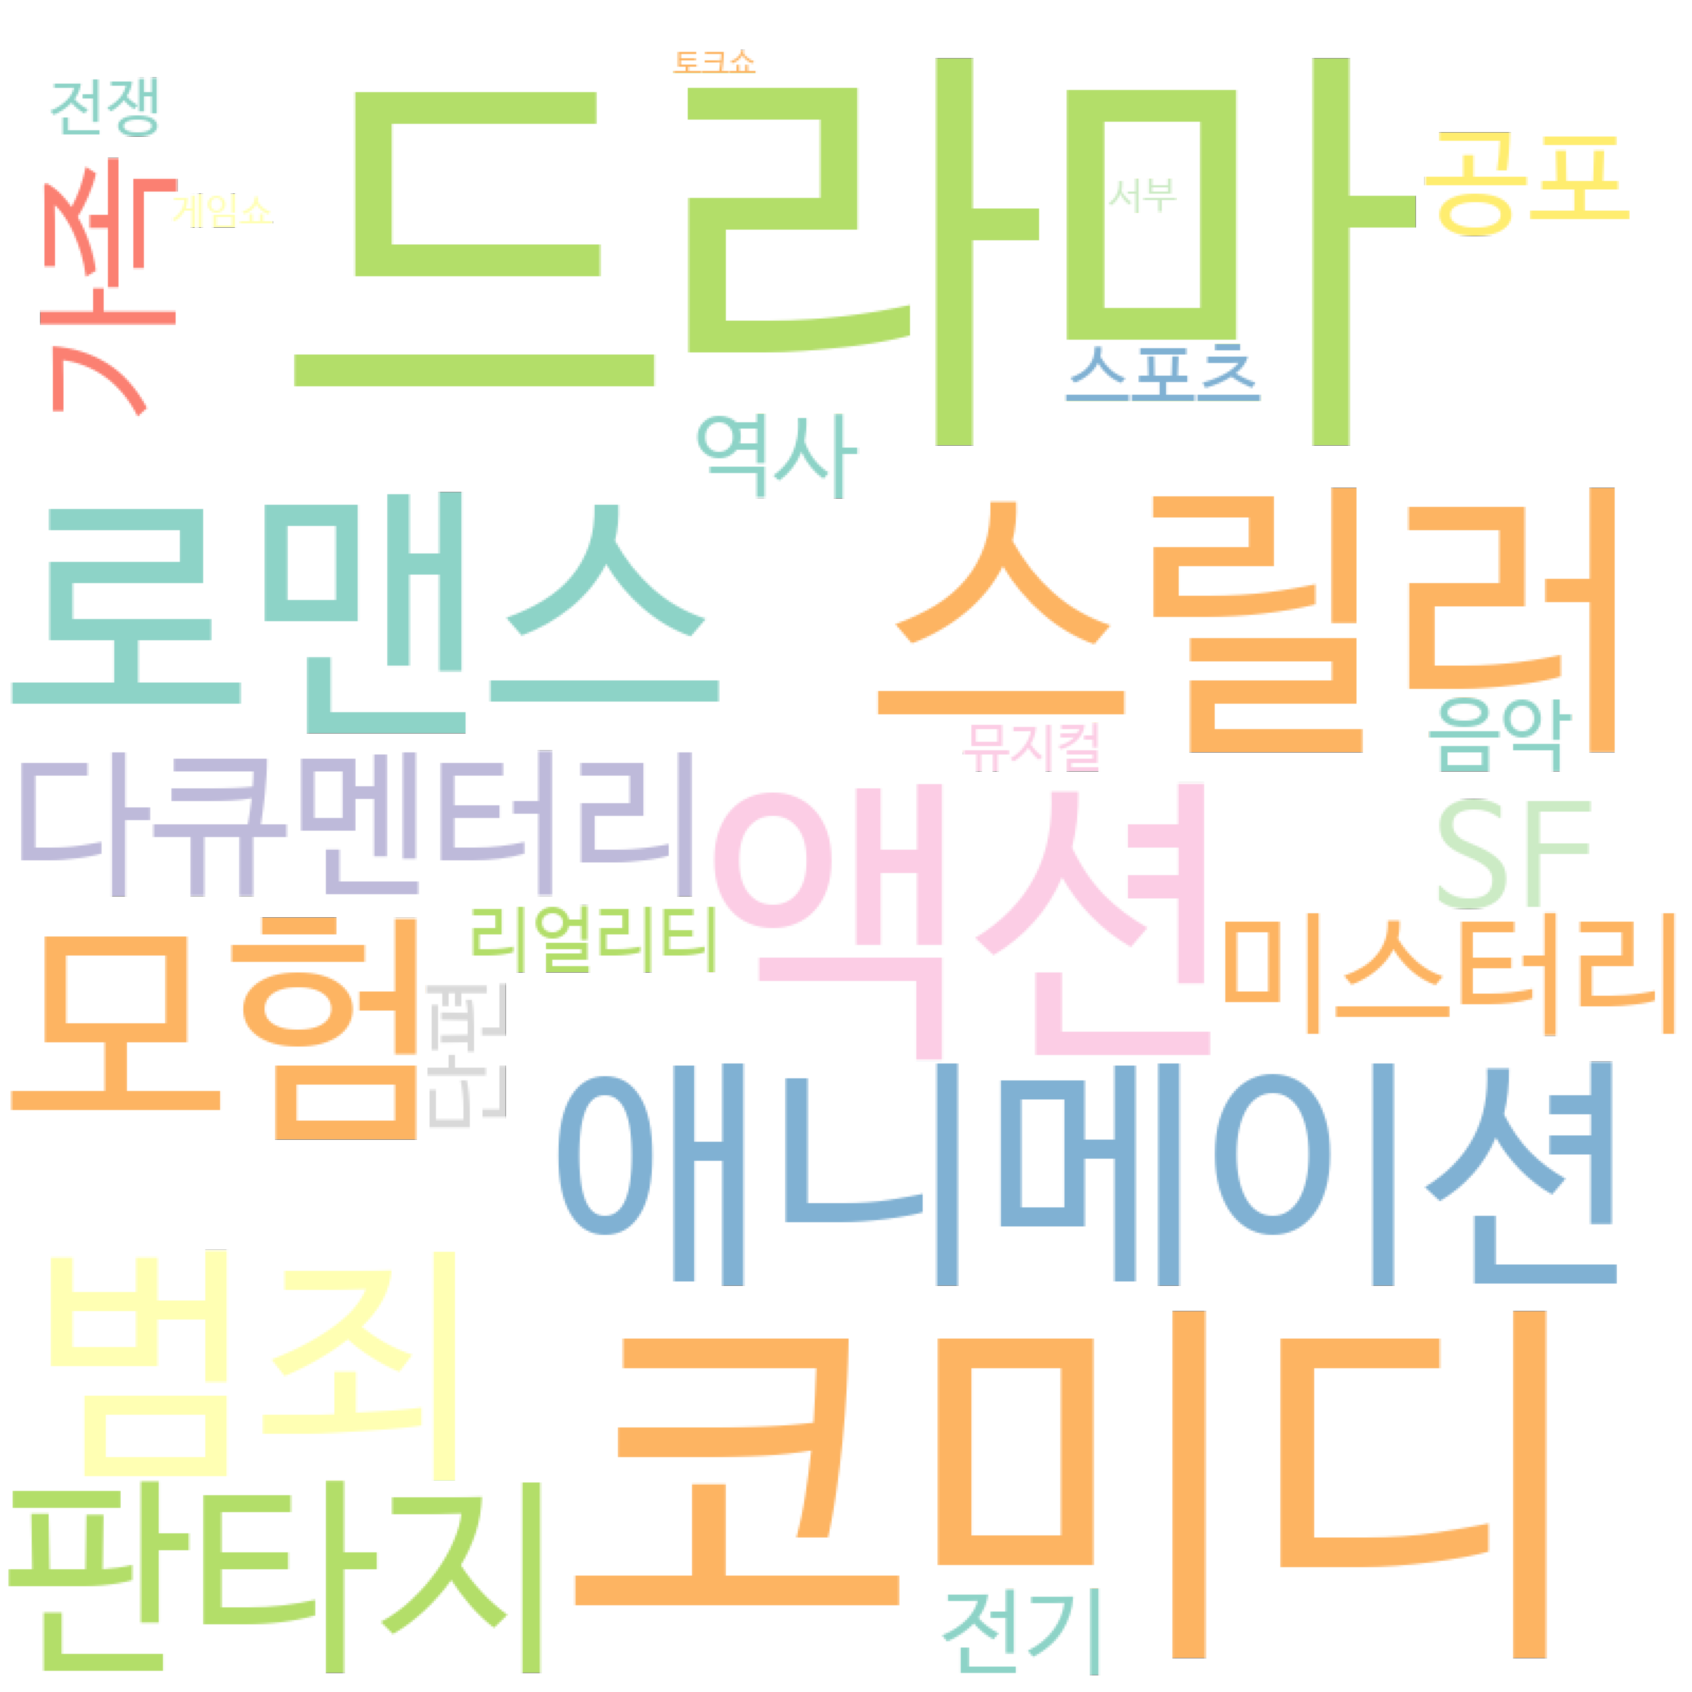 토크쇼
전쟁
드라마
공포
가족
게임쇼
서부
스포츠
역사
로맨스
스릴러
음악
뮤지컬
다큐멘터리
액션
SF
리얼리티
미스터리
모험
단편
애니메이션
범죄
코미디
판타지
전기